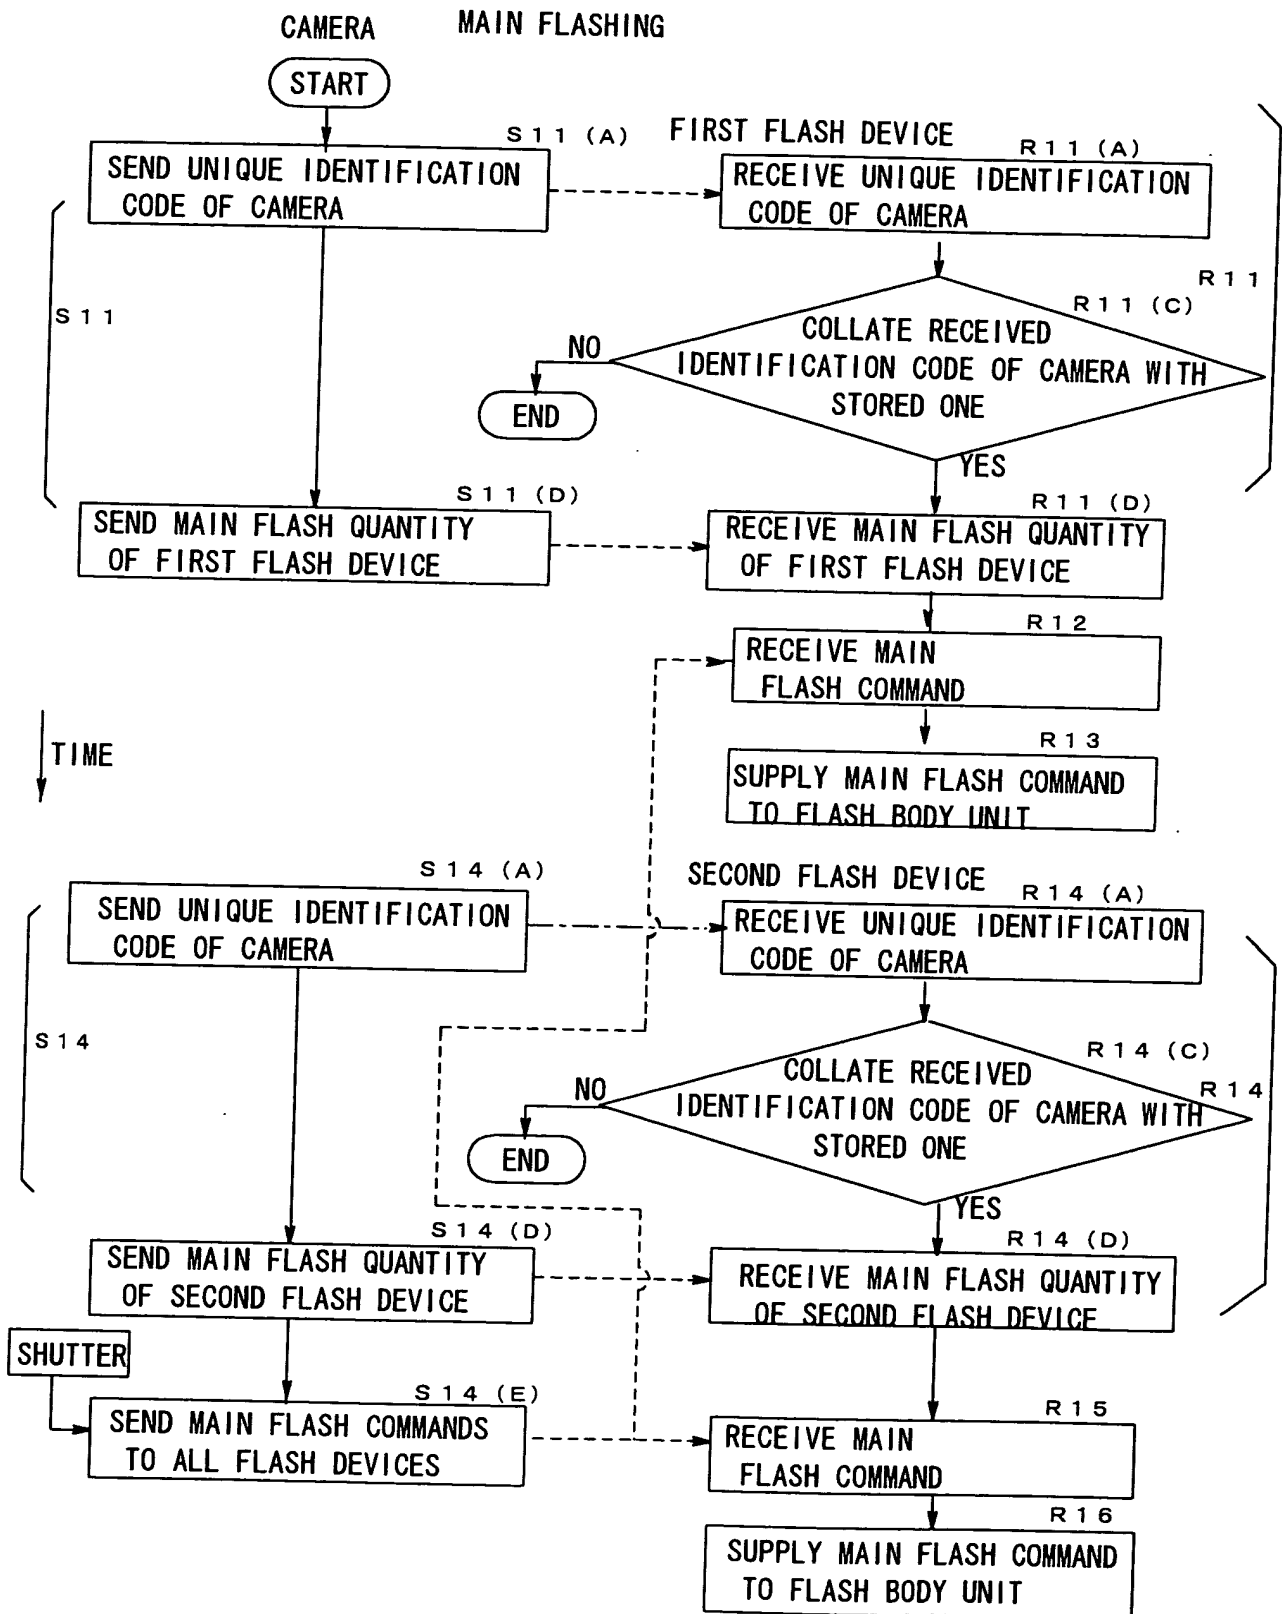 CAMERA MAIN FLASHING
START
S11 (A)
SEND UNIQUE IDENTIFICATION
CODE OF CAMERA
FIRST FLASH DEVICE
R11 (A)
RECEIVE UNIQUE IDENTIFICATION
CODE OF CAMERA
R11
S11
R11 (C)
COLLATE RECEIVED
IDENTIFICATION CODE OF CAMERA WITH
STORED ONE
NO
END
YES
S11 (D)
SEND MAIN FLASH QUANTITY
OF FIRST FLASH DEVICE
R11 (D)
RECEIVE MAIN FLASH QUANTITY
OF FIRST FLASH DEVICE
R12
RECEIVE MAIN
FLASH COMMAND
TIME
R13
SUPPLY MAIN FLASH COMMAND
TO FLASH BODY UNIT
S14 (A)
SEND UNIQUE IDENTIFICATION
CODE OF CAMERA
SECOND FLASH DEVICE
R14 (A)
RECEIVE UNIQUE IDENTIFICATION
CODE OF CAMERA
S14
R14 (C)
R14
COLLATE RECEIVED
IDENTIFICATION CODE OF CAMERA WITH
STORED ONE
NO
END
YES
S14 (D)
SEND MAIN FLASH QUANTITY
OF SECOND FLASH DEVICE
R14 (D)
RECEIVE MAIN FLASH QUANTITY
OF SECOND FLASH DEVICE
SHUTTER
S14 (E)
SEND MAIN FLASH COMMANDS
TO ALL FLASH DEVICES
R15
RECEIVE MAIN
FLASH COMMAND
R16
SUPPLY MAIN FLASH COMMAND
TO FLASH BODY UNIT